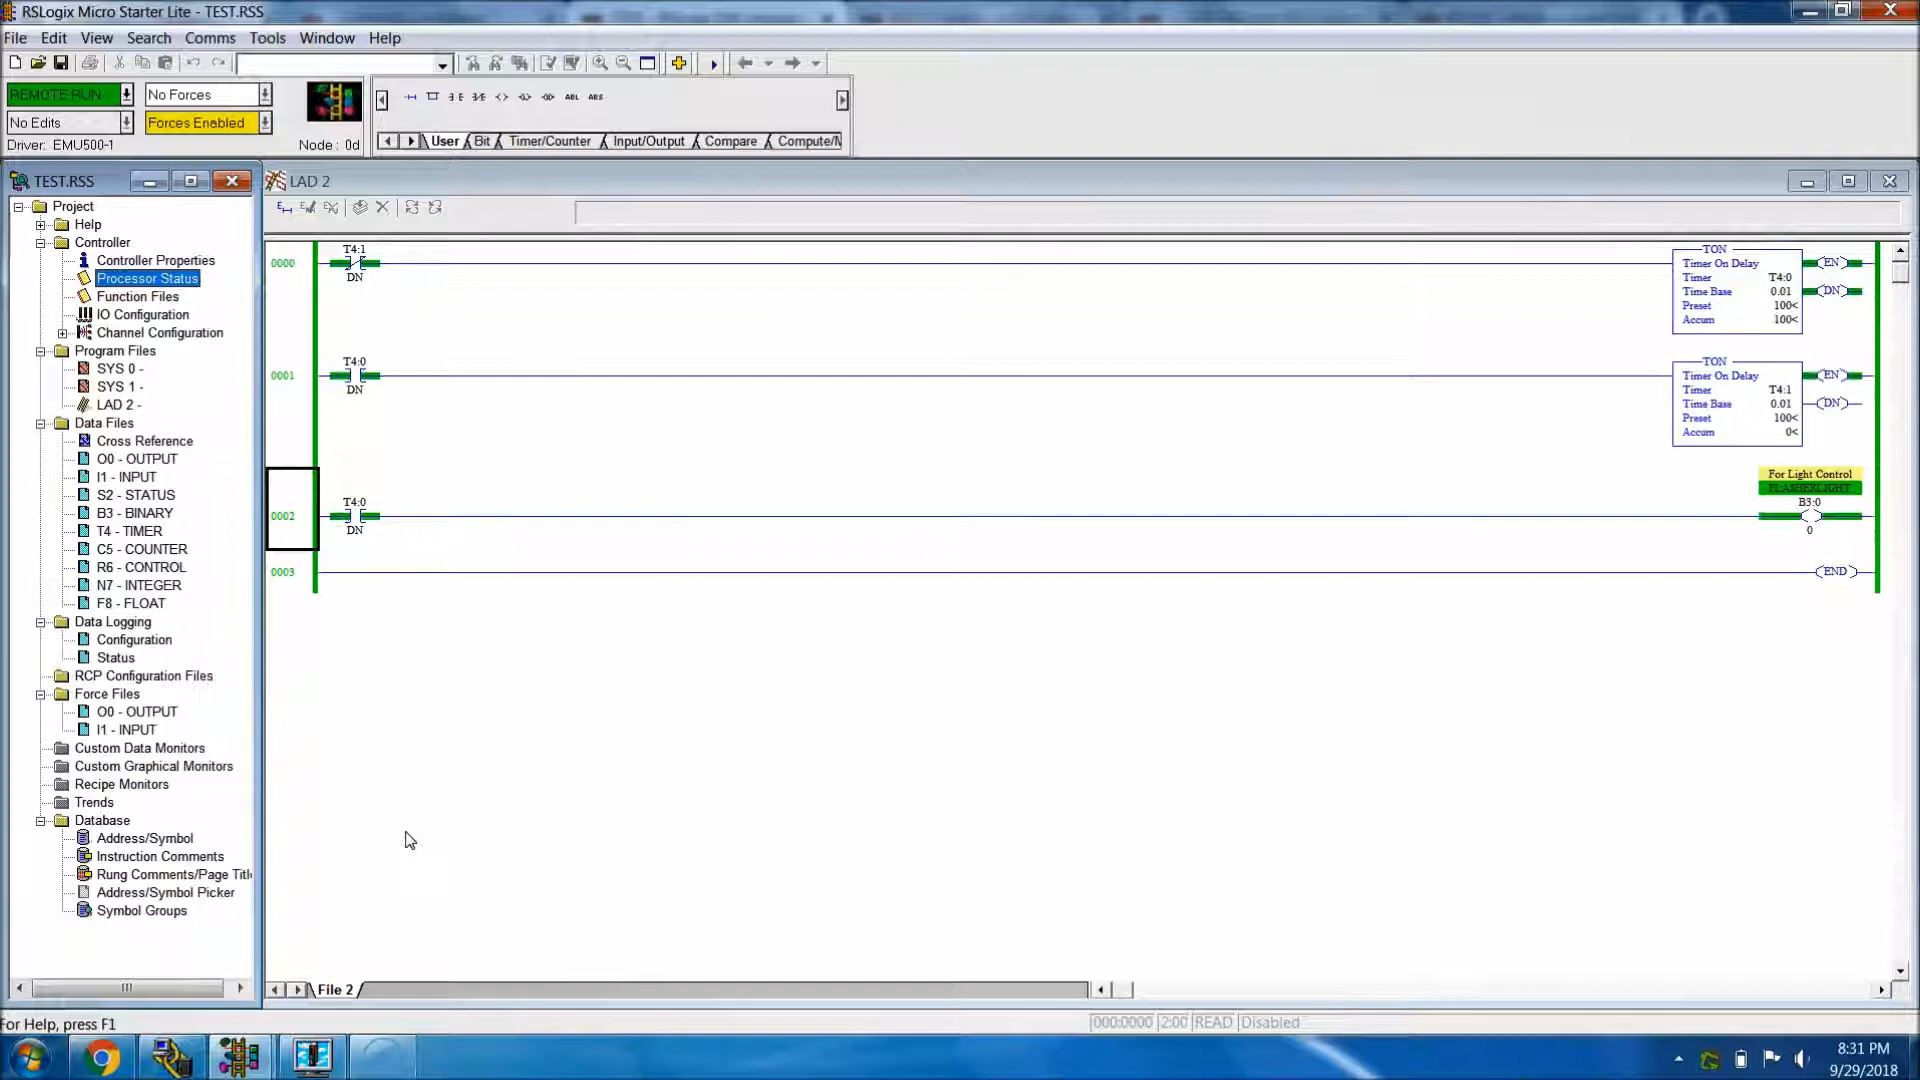 RSLogix Micro Starter Lite - TEST.RSS
File Edit View Search Comms Tools Window Help
REMOTE RUN No Forces
No Edits Forces Enabled
Driver: EMU500-1 Node : 0d
ABL ABS
User Bit Timer/Counter Input/Output Compare Compute/M
TEST.RSS
Project
Help
Controller
Controller Properties
Processor Status
Function Files
IO Configuration
Channel Configuration
Program Files
SYS 0 -
SYS 1 -
LAD 2 -
Data Files
Cross Reference
O0 - OUTPUT
I1 - INPUT
S2 - STATUS
B3 - BINARY
T4 - TIMER
C5 - COUNTER
R6 - CONTROL
N7 - INTEGER
F8 - FLOAT
Data Logging
Configuration
Status
RCP Configuration Files
Force Files
O0 - OUTPUT
I1 - INPUT
Custom Data Monitors
Custom Graphical Monitors
Recipe Monitors
Trends
Database
Address/Symbol
Instruction Comments
Rung Comments/Page Titl
Address/Symbol Picker
Symbol Groups
LAD 2
0000
T4:1
DN
TON
Timer On Delay
Timer T4:0
Time Base 0.01
Preset 100<
Accum 100<
EN
DN
0001
T4:0
DN
TON
Timer On Delay
Timer T4:1
Time Base 0.01
Preset 100<
Accum 0<
EN
DN
0002
T4:0
DN
For Light Control
FLASHERLIGHT
B3:0
0
0003
END
File 2
For Help, press F1
000:0000 2:00 READ Disabled
8:31 PM
9/29/2018